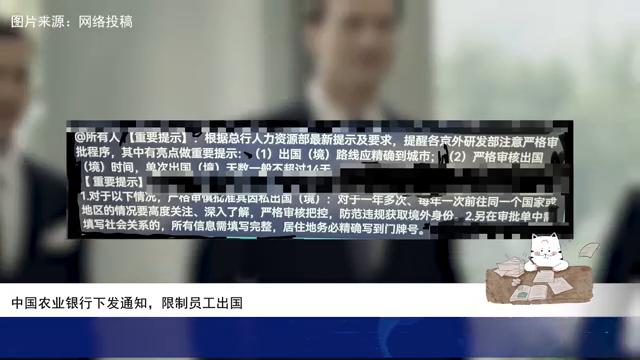 图片来源：网络投稿
@所有人 【重要提示】：根据总行人力资源部最新提示及要求，提醒各京外研发部注意严格审
批程序，其中有亮点做重要提示：（1）出国（境）路线应精确到城市；（2）严格审核出国
（境）时间，单次出国（境）天数一般不超过14天
【重要提示】
1.对于以下情况，严格审慎批准其因私出国（境）：对于一年多次、每年一次前往同一个国家或
地区的情况要高度关注、深入了解，严格审核把控，防范违规获取境外身份 2.另在审批单中
填写社会关系的，所有信息需填写完整，居住地务必精确写到门牌号。
中国农业银行下发通知，限制员工出国